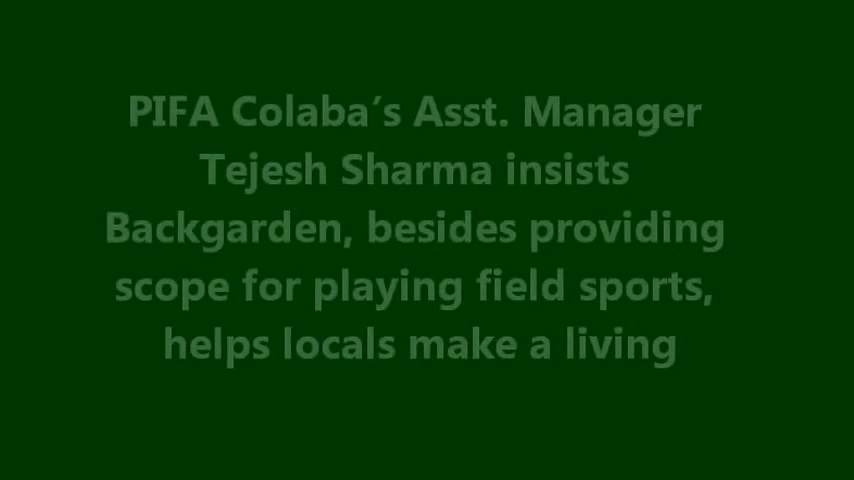 PIFA Colaba’s Asst. Manager
Tejesh Sharma insists
Backgarden, besides providing
scope for playing field sports,
helps locals make a living